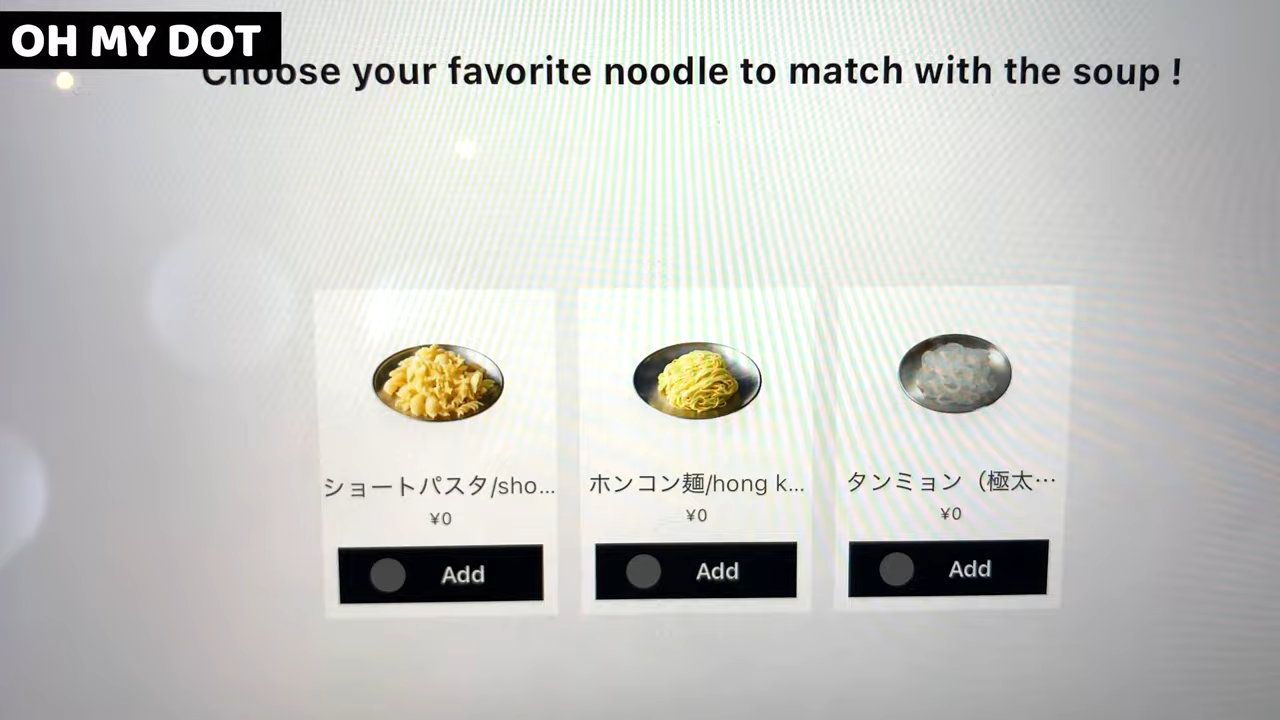 OH MY DOT
Choose your favorite noodle to match with the soup !
ショートパスタ/sho...
ホンコン麺/hong k...
タンミョン（極太…
¥0
¥0
¥0
Add
Add
Add